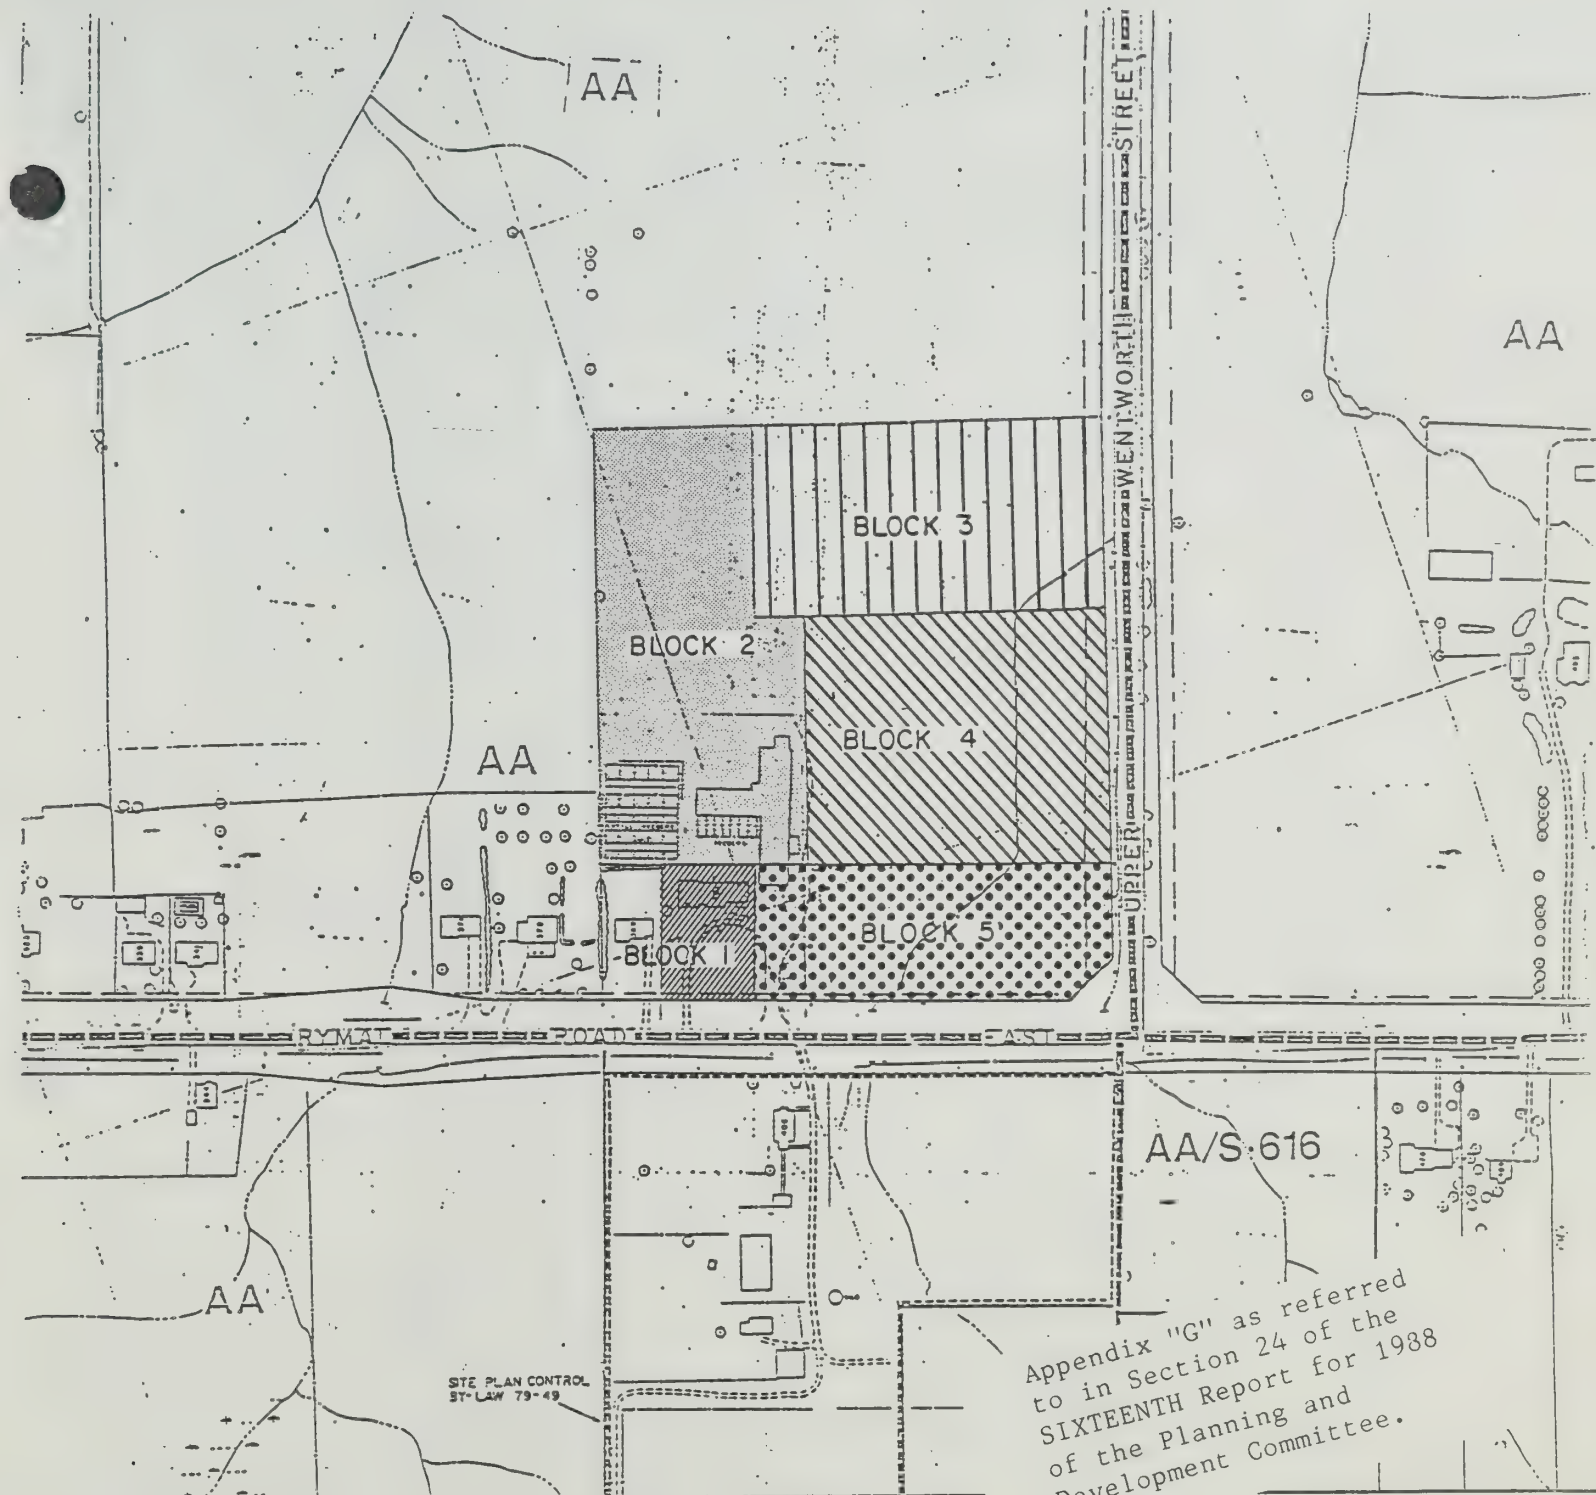 AA
WENTWORTH STREET
AA
BLOCK 3
BLOCK 2
BLOCK 4
AA
UPPER
BLOCK 5
BLOCK 1
RYMAL ROAD EAST
AA/S-616
AA
SITE PLAN CONTROL
BY-LAW 79-49
Appendix "G" as referred
to in Section 24 of the
SIXTEENTH Report for 1988
of the Planning and
Development Committee.